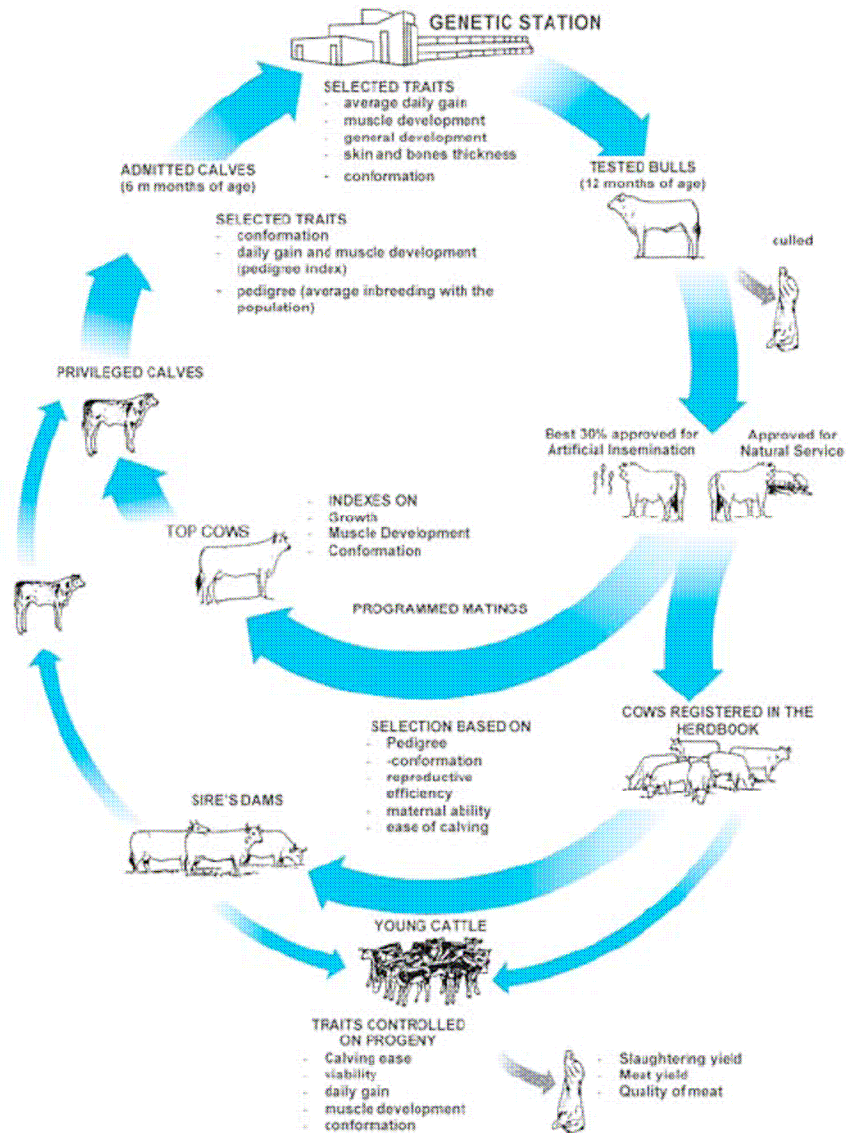 GENETIC STATION
SELECTED TRAITS
- average daily gain
- muscle development
- general development
- skin and bones thickness
- conformation
ADMITTED CALVES
(6 m months of age)
TESTED BULLS
(12 months of age)
SELECTED TRAITS
- conformation
- daily gain and muscle development
(pedigree index)
- pedigree (average inbreeding with the
population)
culled
PRIVILEGED CALVES
Best 30% approved for
Artificial Insemination
Approved for
Natural Service
- INDEXES ON
- Growth
- Muscle Development
- Conformation
TOP COWS
PROGRAMMED MATINGS
COWS REGISTERED IN THE
HERDBOOK
SELECTION BASED ON
- Pedigree
- -conformation
- reproductive
efficiency
- maternal ability
- ease of calving
SIRE'S DAMS
YOUNG CATTLE
TRAITS CONTROLLED
ON PROGENY
- Calving ease
- viability
- daily gain
- muscle development
- conformation
- Slaughtering yield
- Meat yield
- Quality of meat